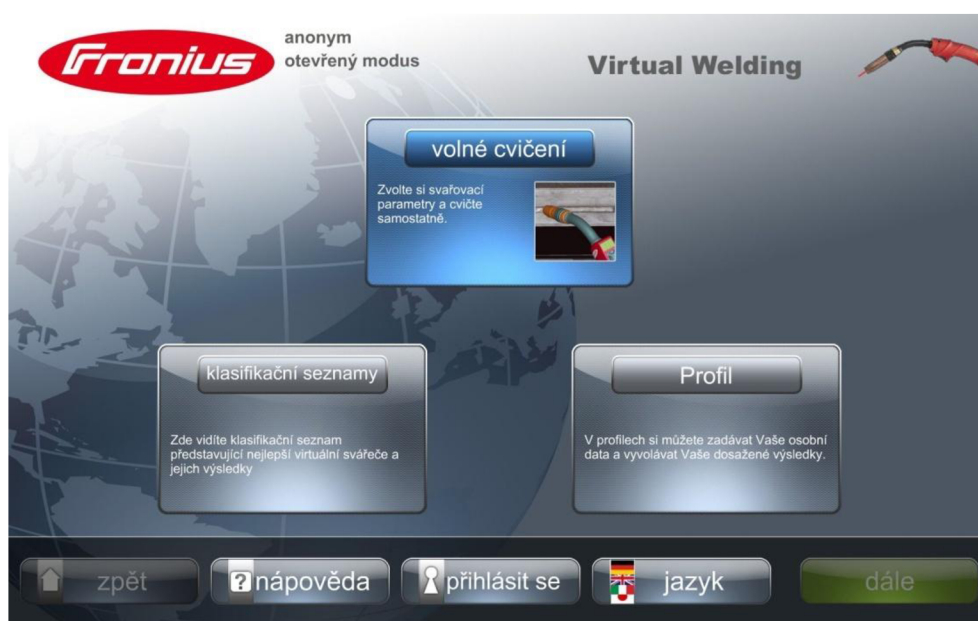 Fronius
anonym
otevřený modus
Virtual Welding
volné cvičení
Zvolte si svařovací
parametry a cvičte
samostatně.
klasifikační seznamy
Zde vidíte klasifikační seznam
představující nejlepší virtuální svářeče a
jejich výsledky
Profil
V profilech si můžete zadávat Vaše osobní
data a vyvolávat Vaše dosažené výsledky.
zpět
? nápověda
přihlásit se
jazyk
dále